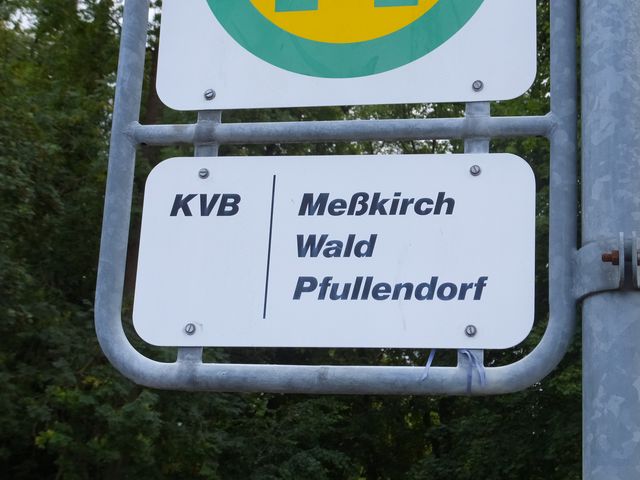 KVB
Meßkirch
Wald
Pfullendorf